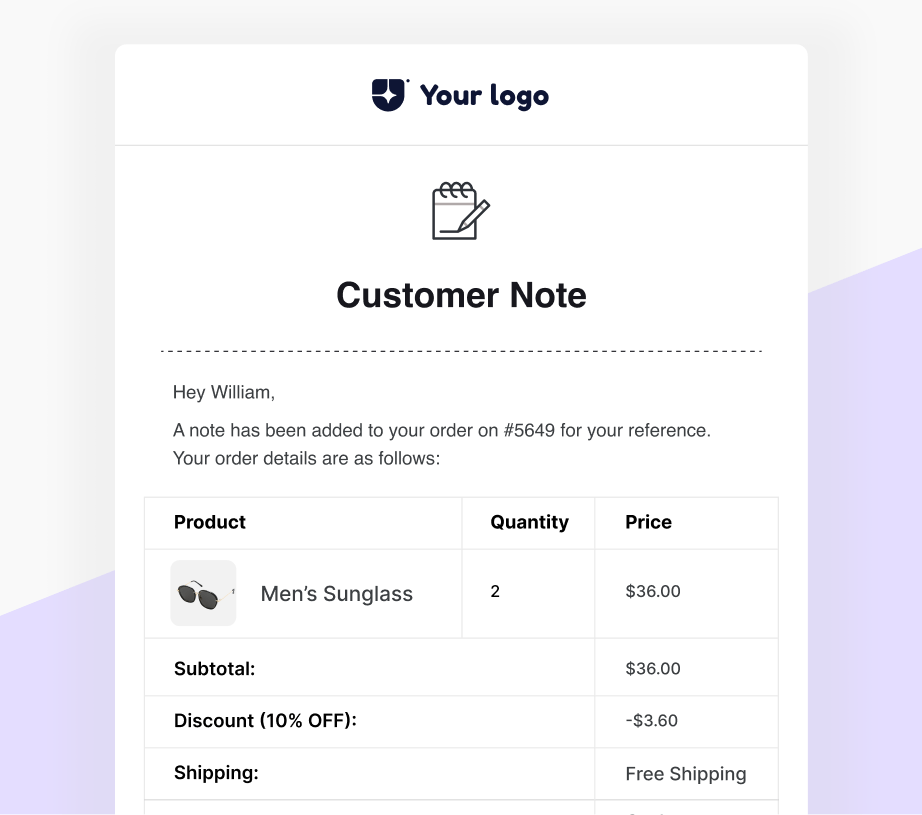 Your logo
Customer Note
Hey William,
A note has been added to your order on #5649 for your reference.
Your order details are as follows:
Product Quantity Price
Men’s Sunglass 2 $36.00
Subtotal: $36.00
Discount (10% OFF): -$3.60
Shipping: Free Shipping